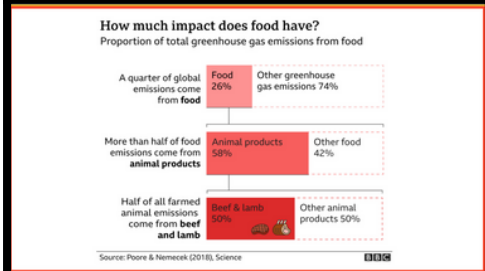 How much impact does food have?
Proportion of total greenhouse gas emissions from food
A quarter of global
emissions come
from food
Food
26%
Other greenhouse
gas emissions 74%
More than half of food
emissions come from
animal products
Animal products
58%
Other food
42%
Half of all farmed
animal emissions
come from beef
and lamb
Beef & lamb
50%
Other animal
products 50%
Source: Poore & Nemecek (2018), Science
BBC